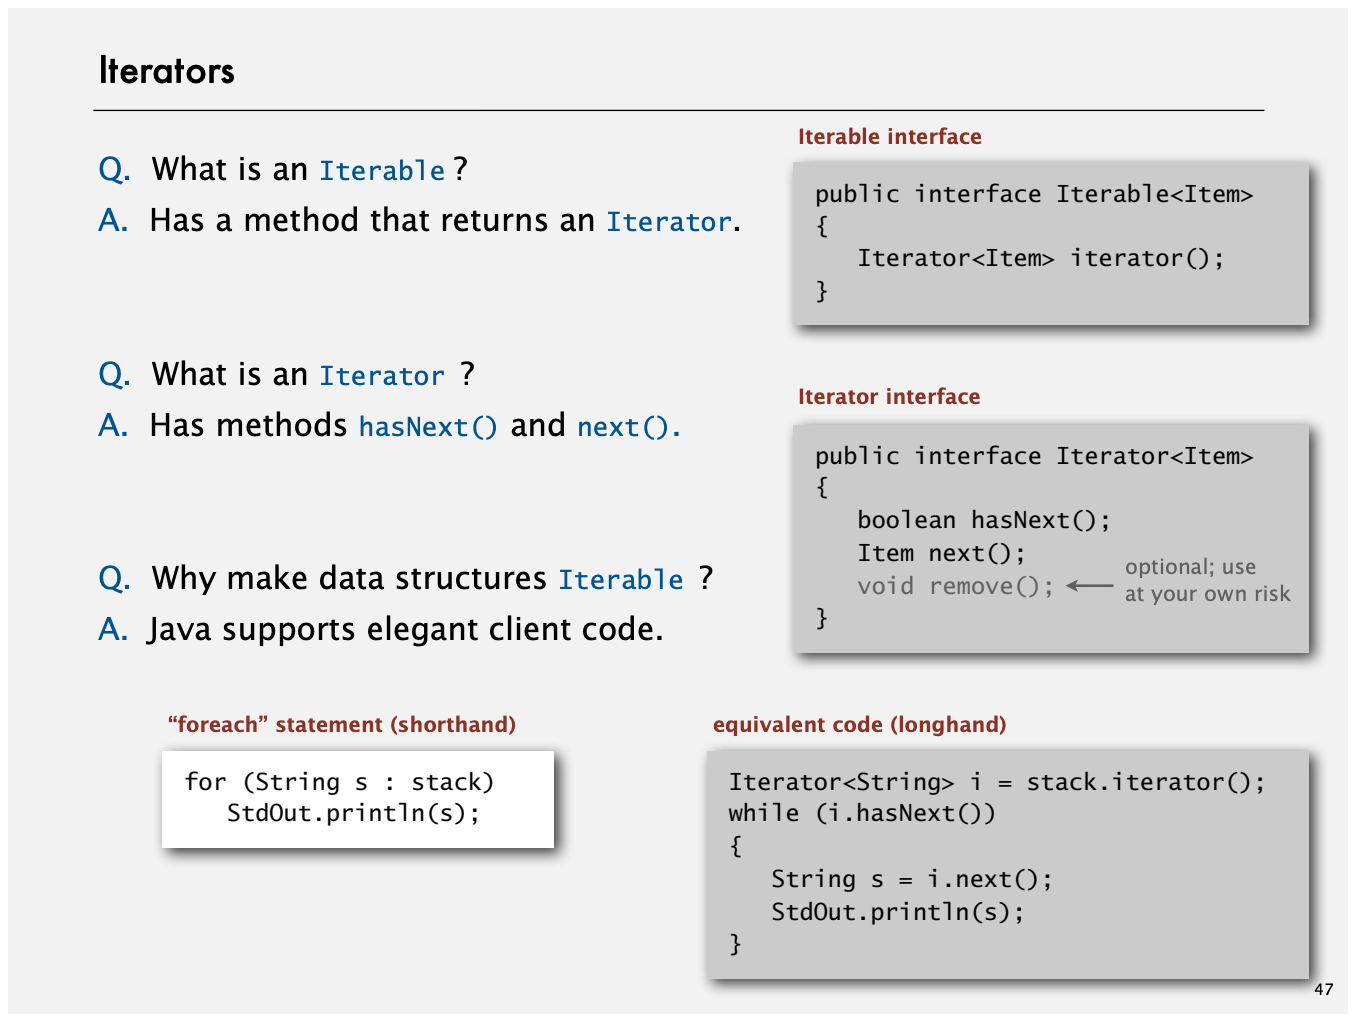 Iterators
Q. What is an Iterable ?
A. Has a method that returns an Iterator.
Iterable interface
public interface Iterable<Item>
{
   Iterator<Item> iterator();
}
Q. What is an Iterator ?
A. Has methods hasNext() and next().
Iterator interface
public interface Iterator<Item>
{
   boolean hasNext();
   Item next();
   void remove();
optional; use
at your own risk
}
Q. Why make data structures Iterable ?
A. Java supports elegant client code.
“foreach” statement (shorthand)
for (String s : stack)
   StdOut.println(s);
equivalent code (longhand)
Iterator<String> i = stack.iterator();
while (i.hasNext())
{
   String s = i.next();
   StdOut.println(s);
}
47